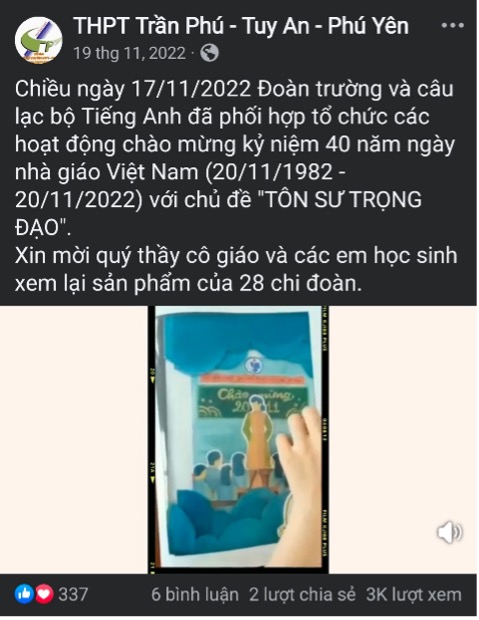 THPT Trần Phú - Tuy An - Phú Yên
19 thg 11, 2022 ·
Chiều ngày 17/11/2022 Đoàn trường và câu
lạc bộ Tiếng Anh đã phối hợp tổ chức các
hoạt động chào mừng kỷ niệm 40 năm ngày
nhà giáo Việt Nam (20/11/1982 -
20/11/2022) với chủ đề "TÔN SƯ TRỌNG
ĐẠO".
Xin mời quý thầy cô giáo và các em học sinh
xem lại sản phẩm của 28 chi đoàn.
Chào mừng
337
6 bình luận 2 lượt chia sẻ 3K lượt xem